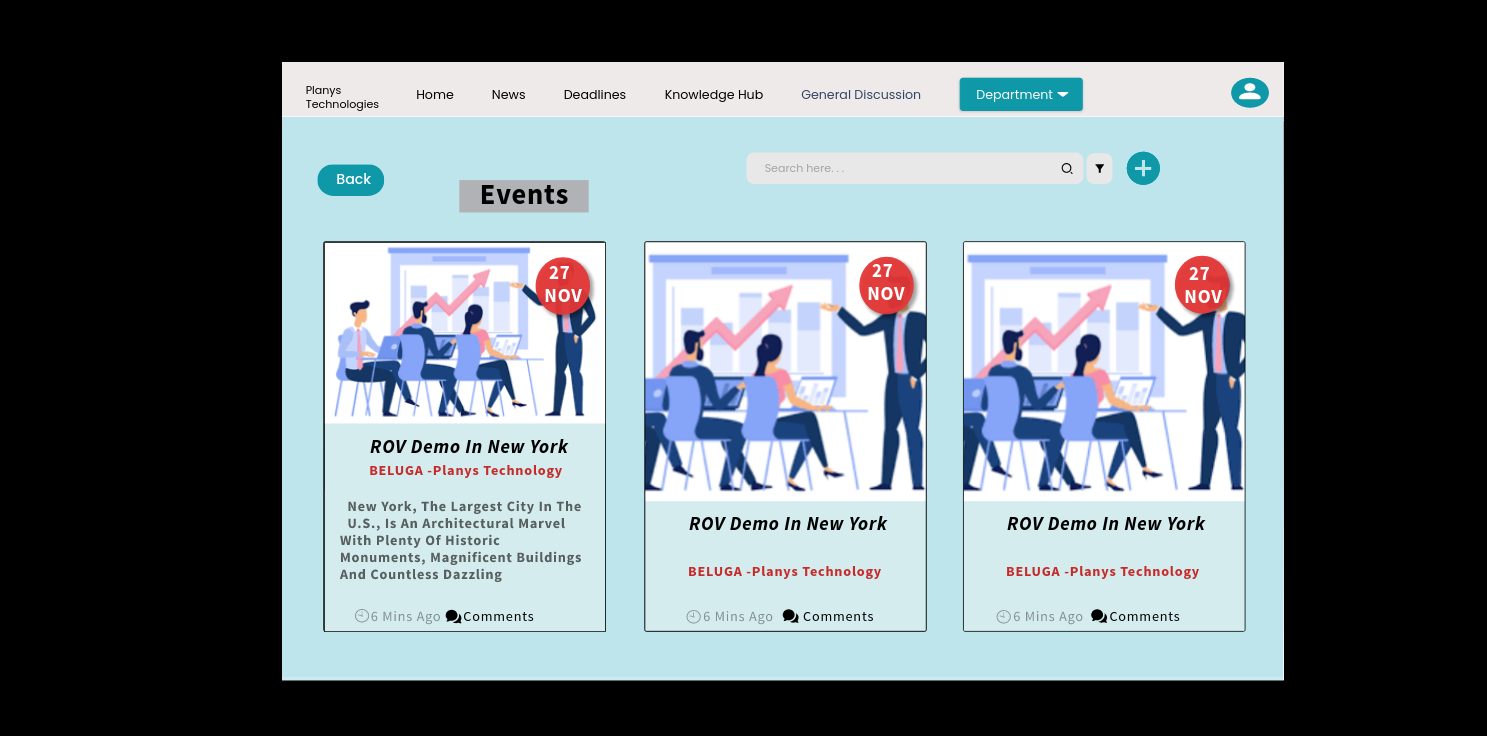 Planys
Technologies
Home
News
Deadlines
Knowledge Hub
General Discussion
Department
Back
Events
Search here. . .
27
NOV
ROV Demo In New York
BELUGA -Planys Technology
New York, The Largest City In The
U.S., Is An Architectural Marvel
With Plenty Of Historic
Monuments, Magnificent Buildings
And Countless Dazzling
6 Mins Ago
Comments
27
NOV
ROV Demo In New York
BELUGA -Planys Technology
6 Mins Ago
Comments
27
NOV
ROV Demo In New York
BELUGA -Planys Technology
6 Mins Ago
Comments